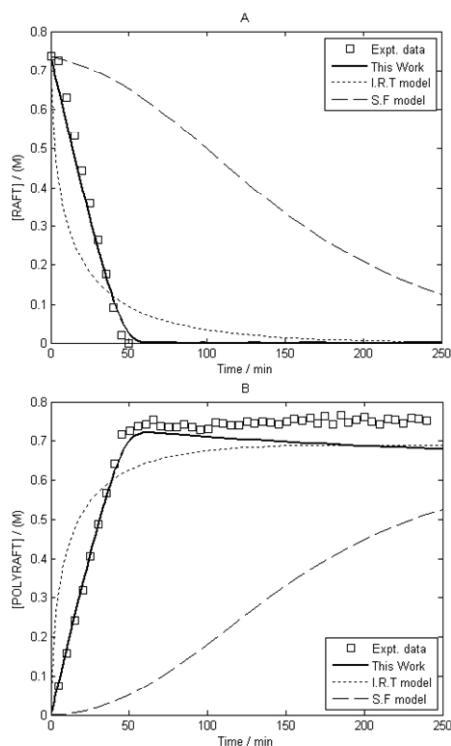 A
□ Expt. data
This Work
I.R.T model
S.F model
[RAFT] / (M)
0.8
0.7
0.6
0.5
0.4
0.3
0.2
0.1
0
0 50 100 150 200 250
Time / min
B
□ Expt. data
This Work
I.R.T model
S.F model
[POLYRAFT] / (M)
0.8
0.7
0.6
0.5
0.4
0.3
0.2
0.1
0
0 50 100 150 200 250
Time / min